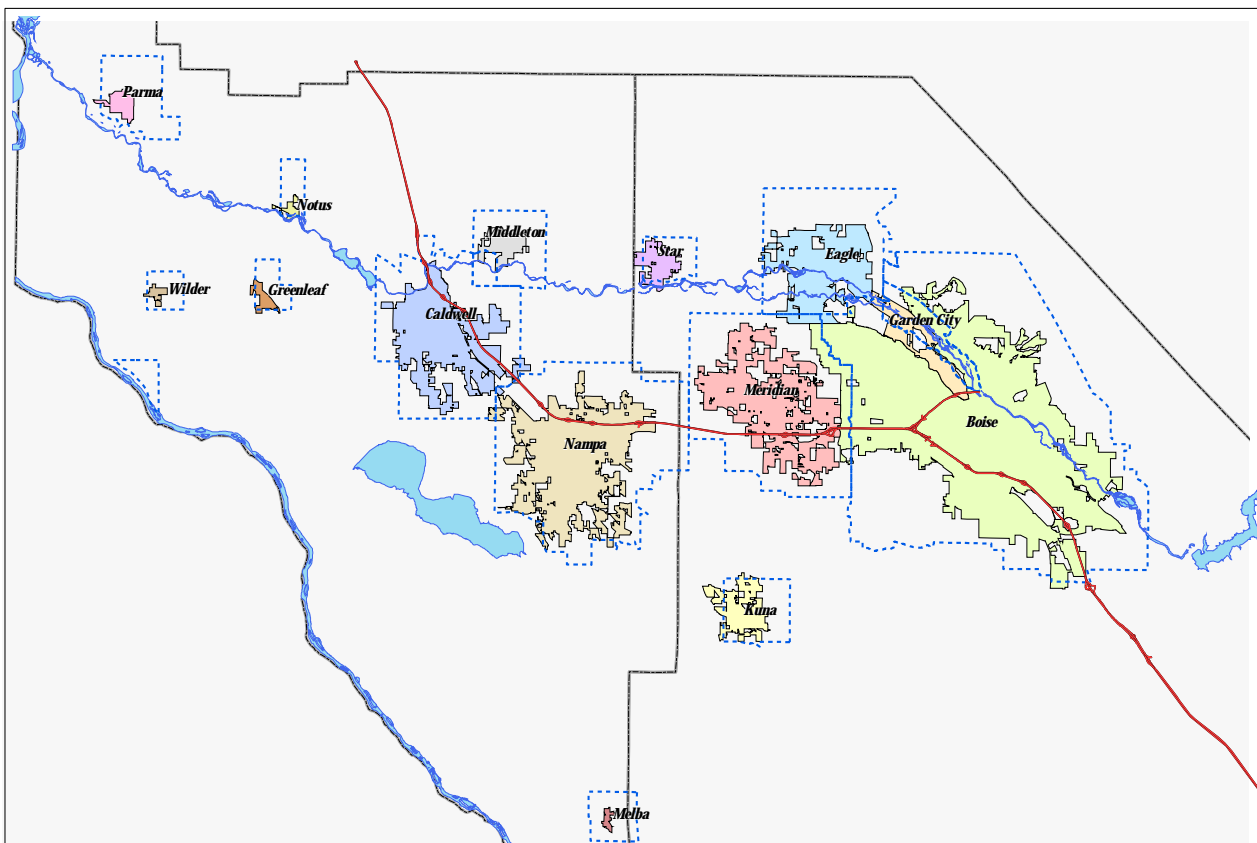 Parma
Notus
Middleton
Star
Eagle
Wilder
Greenleaf
Caldwell
Garden City
Meridian
Boise
Nampa
Kuna
Melba